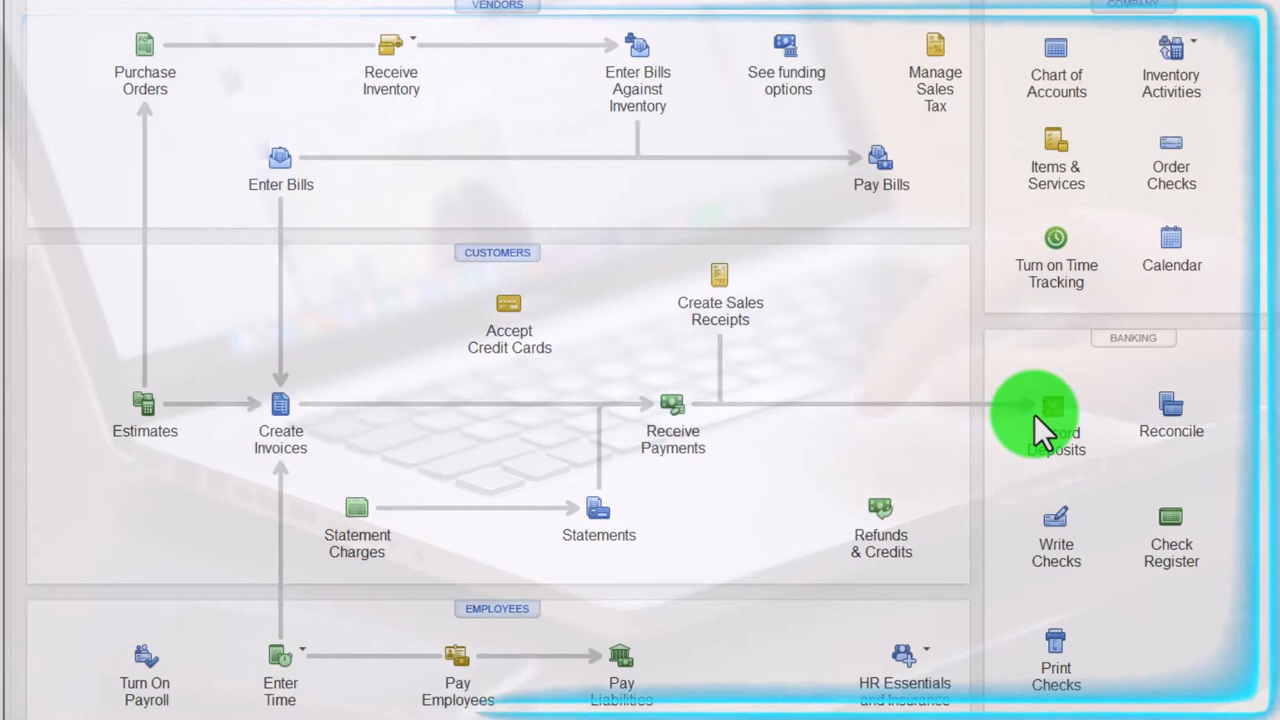 VENDORS
COMPANY
Purchase
Orders
Receive
Inventory
Enter Bills
Against
Inventory
See funding
options
Manage
Sales
Tax
Chart of
Accounts
Inventory
Activities
Enter Bills
Pay Bills
Items &
Services
Order
Checks
Turn on Time
Tracking
Calendar
CUSTOMERS
Accept
Credit Cards
Create Sales
Receipts
BANKING
Estimates
Create
Invoices
Receive
Payments
Deposits
Reconcile
Statement
Charges
Statements
Refunds
& Credits
Write
Checks
Check
Register
EMPLOYEES
Turn On
Payroll
Enter
Time
Pay
Employees
Pay
Liabilities
HR Essentials
and Insurance
Print
Checks